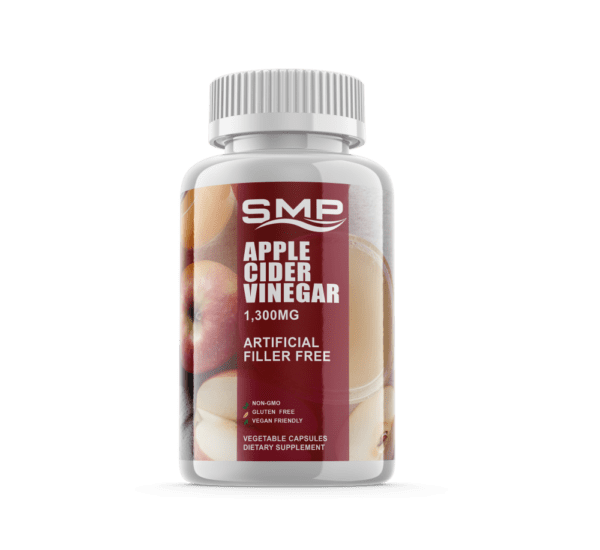 SMP
APPLE
CIDER
VINEGAR
1,300MG
ARTIFICIAL
FILLER FREE
NON-GMO
GLUTEN FREE
VEGAN FRIENDLY
VEGETABLE CAPSULES
DIETARY SUPPLEMENT